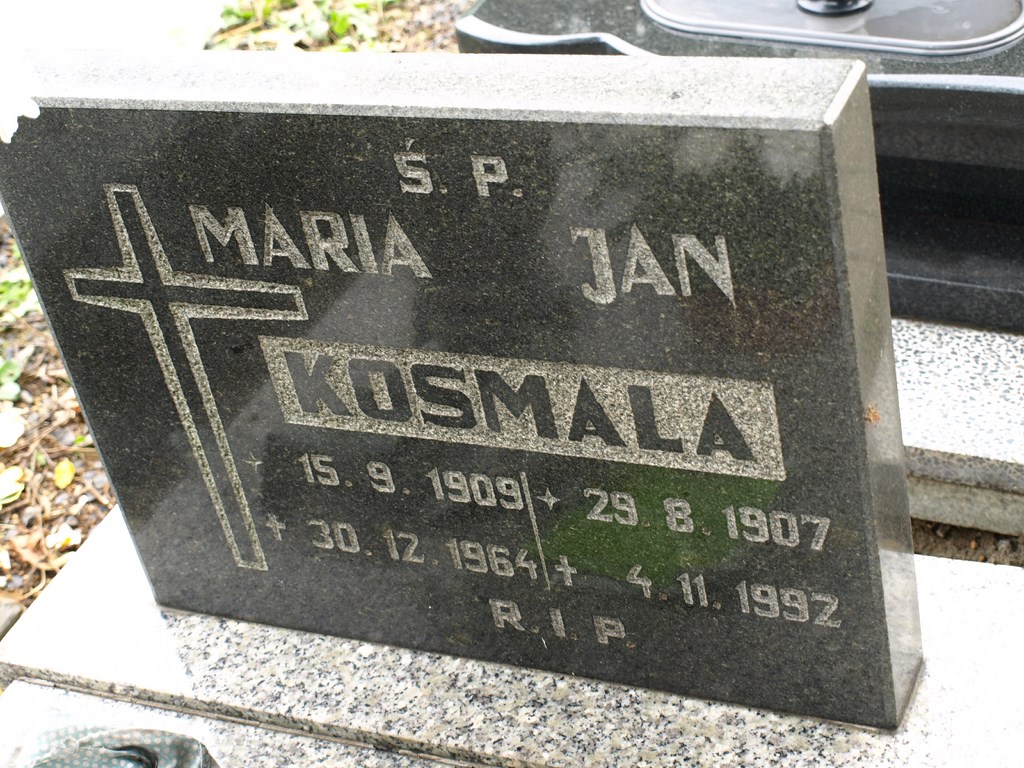 Ś. P.
MARIA JAN
KOSMALA
15. 9. 1909 29. 8. 1907
30. 12. 1964 4. 11. 1992
R. I. P.